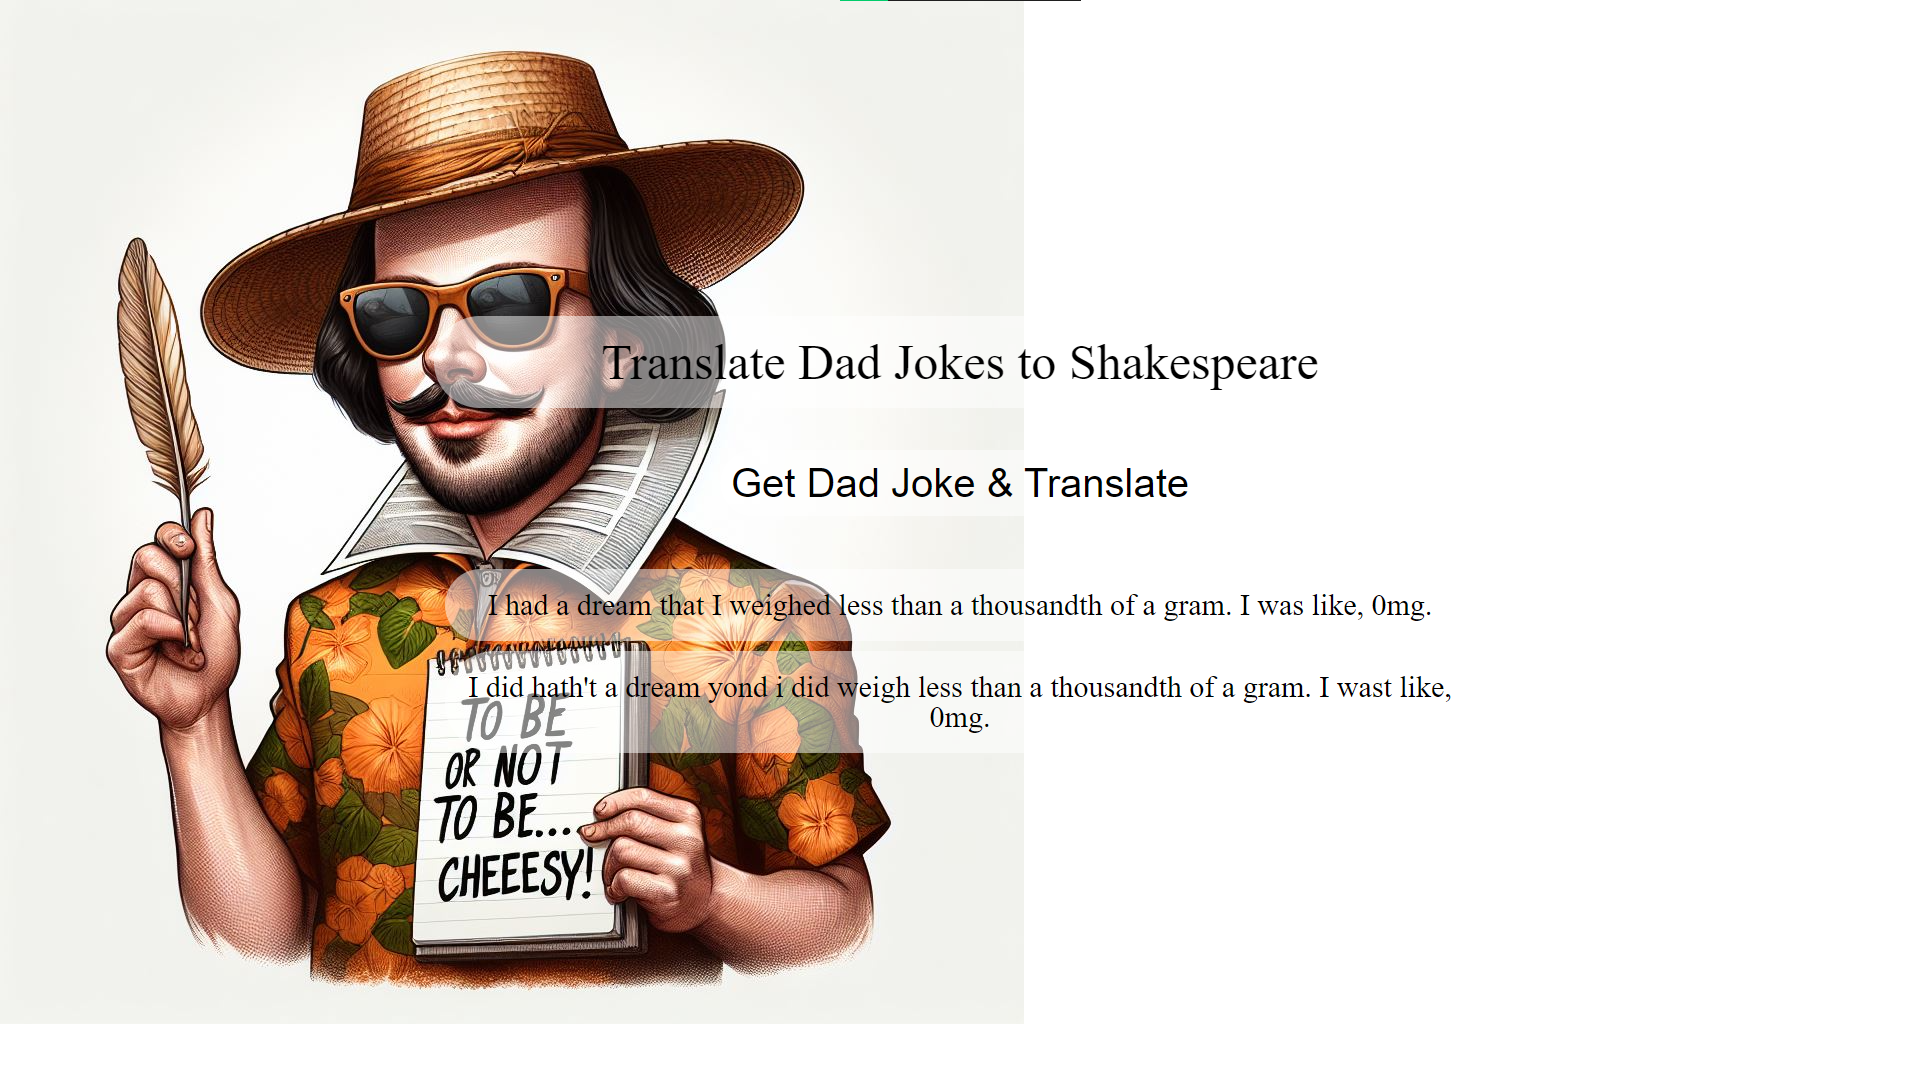 Translate Dad Jokes to Shakespeare
Get Dad Joke & Translate
I had a dream that I weighed less than a thousandth of a gram. I was like, 0mg.
I did hath't a dream yond i did weigh less than a thousandth of a gram. I wast like,
0mg.
TO BE
OR NOT
TO BE...
CHEEESY!